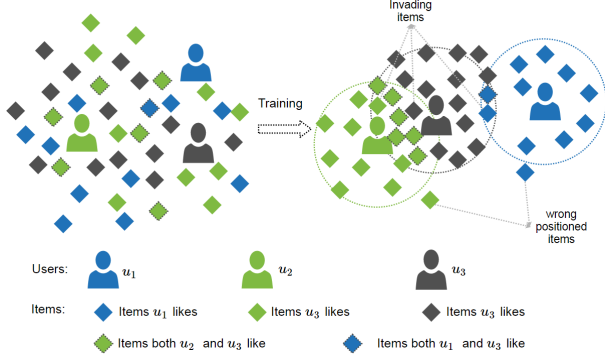 Invading
items
Training
wrong
positioned
items
Users: u₁ u₂ u₃
Items: Items u₁ likes Items u₃ likes Items u₃ likes
Items both u₂ and u₃ like Items both u₁ and u₃ like